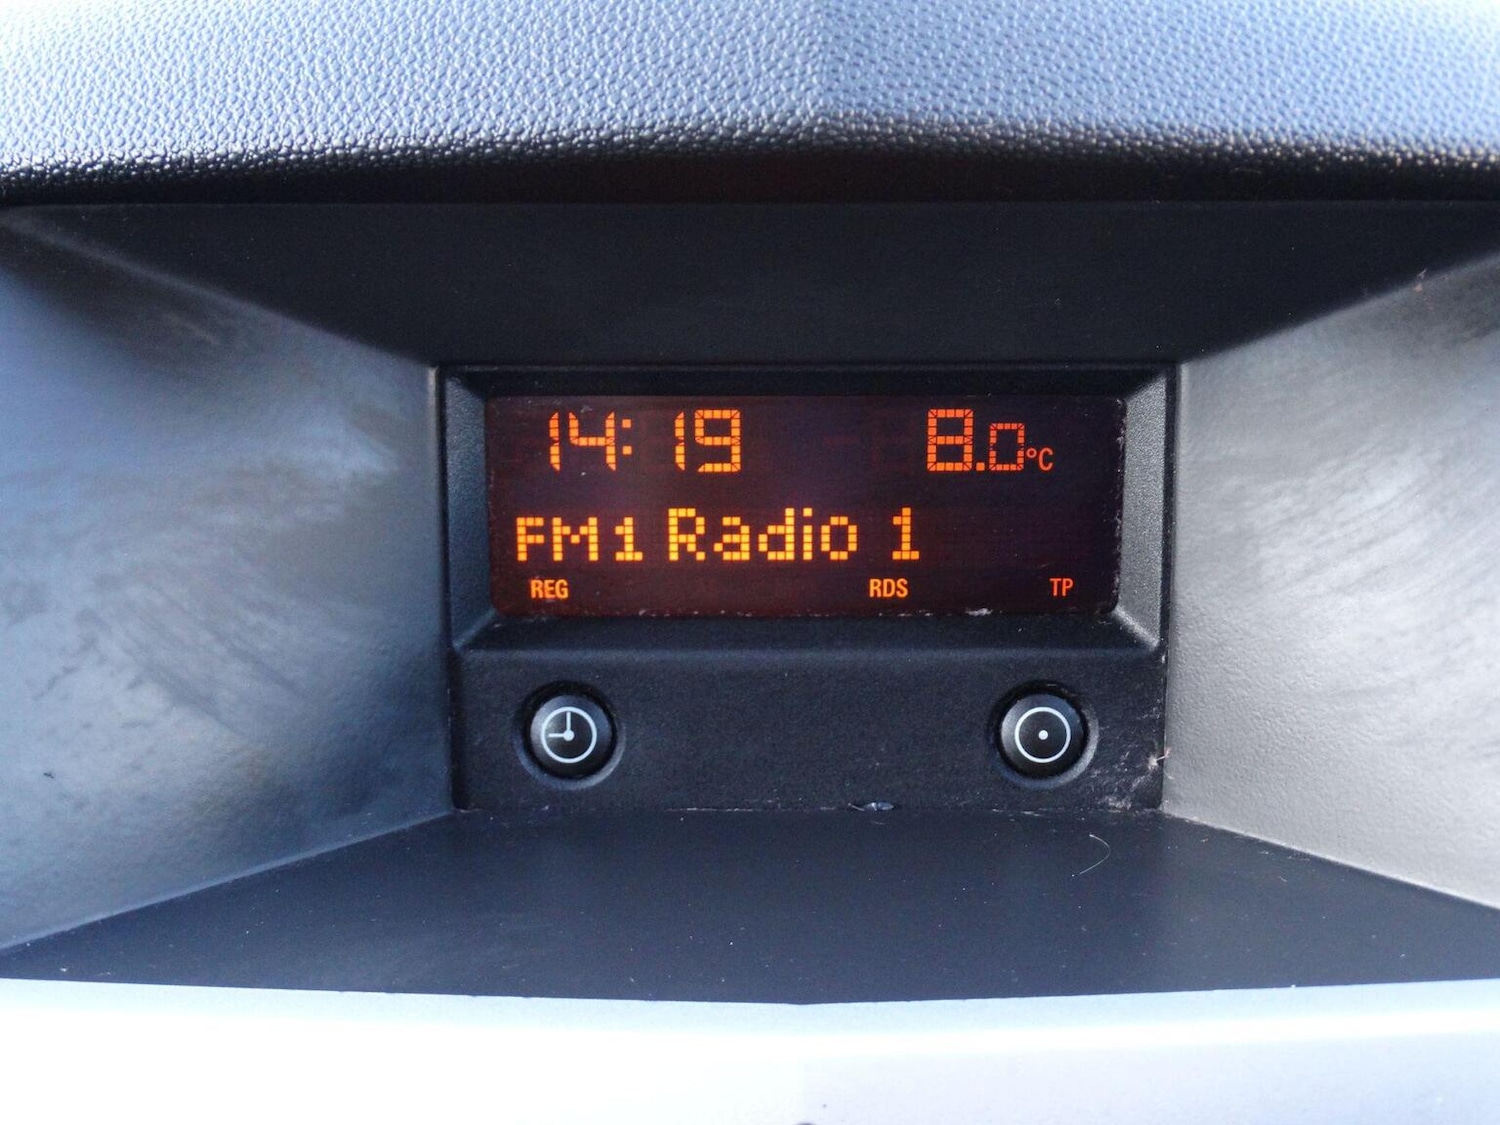 14:19 8.0°C
FM1 Radio 1
REG RDS TP